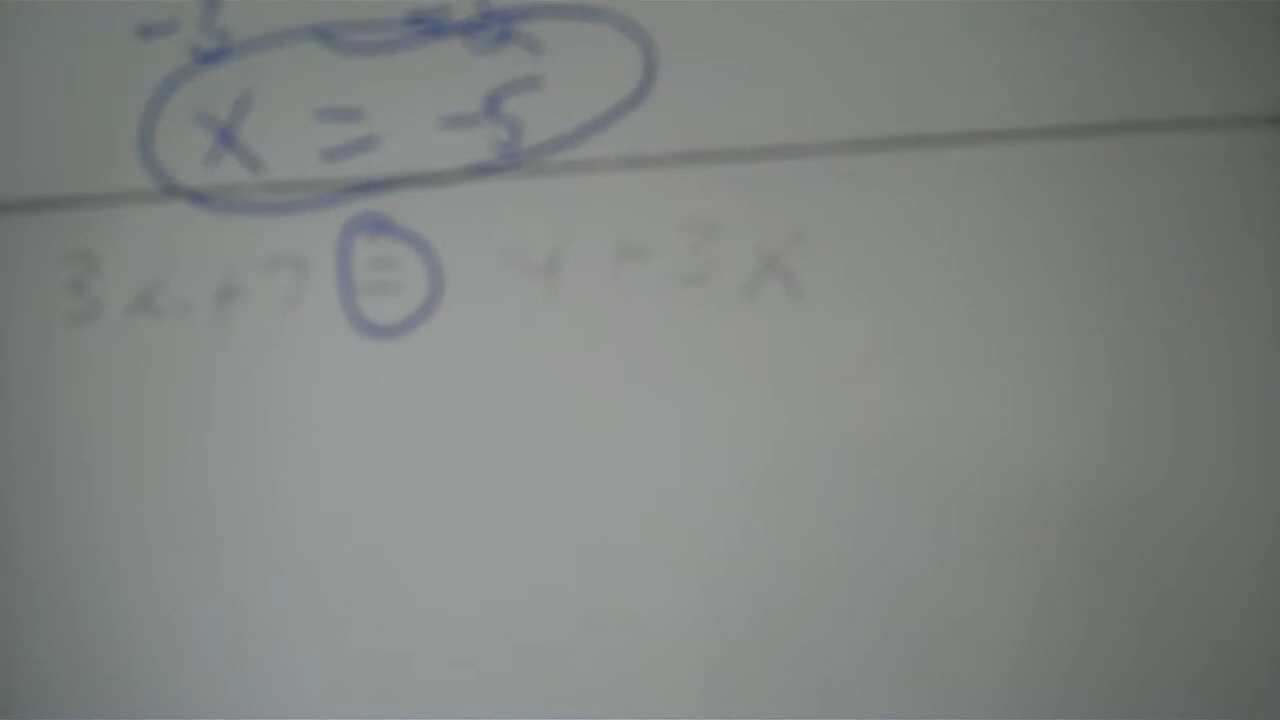 x = -5
3x + 7 = 4 + 3x